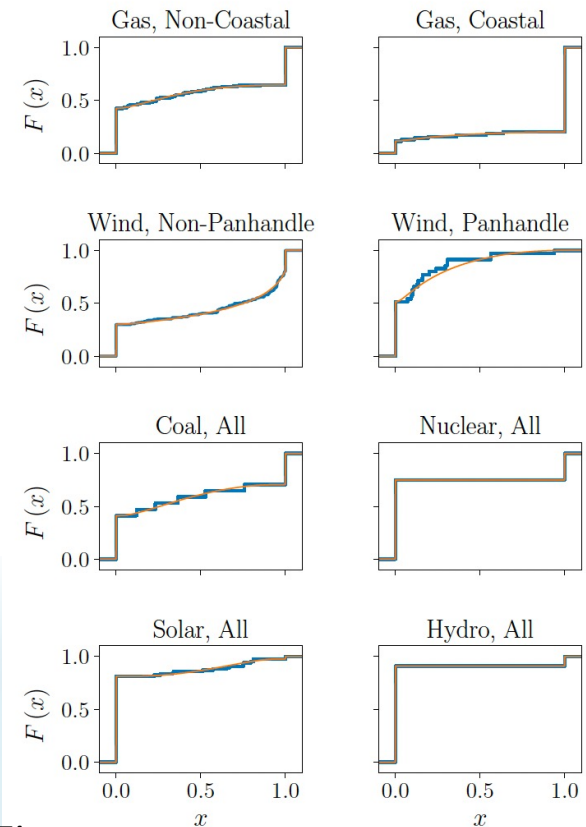 Gas, Non-Coastal
Gas, Coastal
1.0
0.5
0.0
F (x)
Wind, Non-Panhandle
Wind, Panhandle
1.0
0.5
0.0
F (x)
Coal, All
Nuclear, All
1.0
0.5
0.0
F (x)
Solar, All
Hydro, All
1.0
0.5
0.0
F (x)
0.0 0.5 1.0
0.0 0.5 1.0
x
x